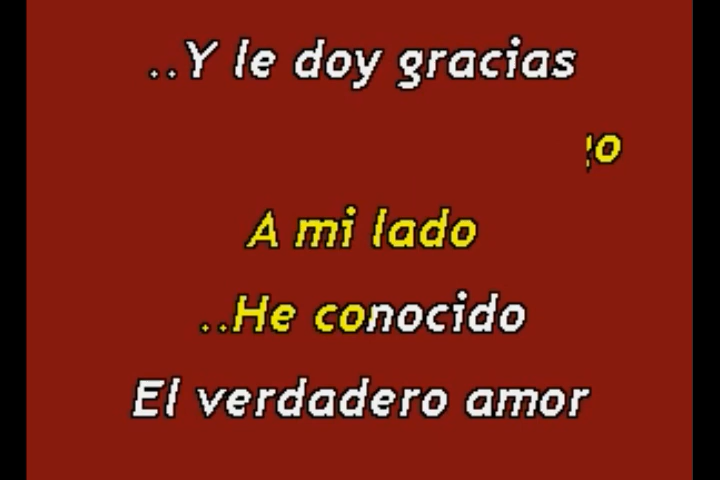 ..Y le doy gracias
A mi lado
..He conocido
El verdadero amor